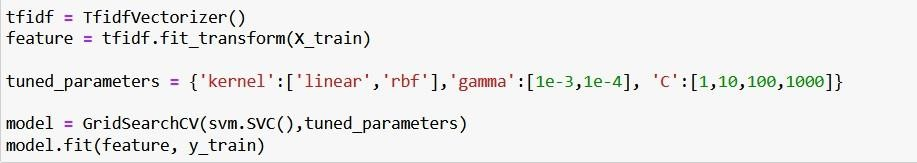 tfidf = TfidfVectorizer()
feature = tfidf.fit_transform(X_train)
tuned_parameters = {'kernel':['linear','rbf'],'gamma':[1e-3,1e-4], 'C':[1,10,100,1000]}
model = GridSearchCV(svm.SVC(),tuned_parameters)
model.fit(feature, y_train)